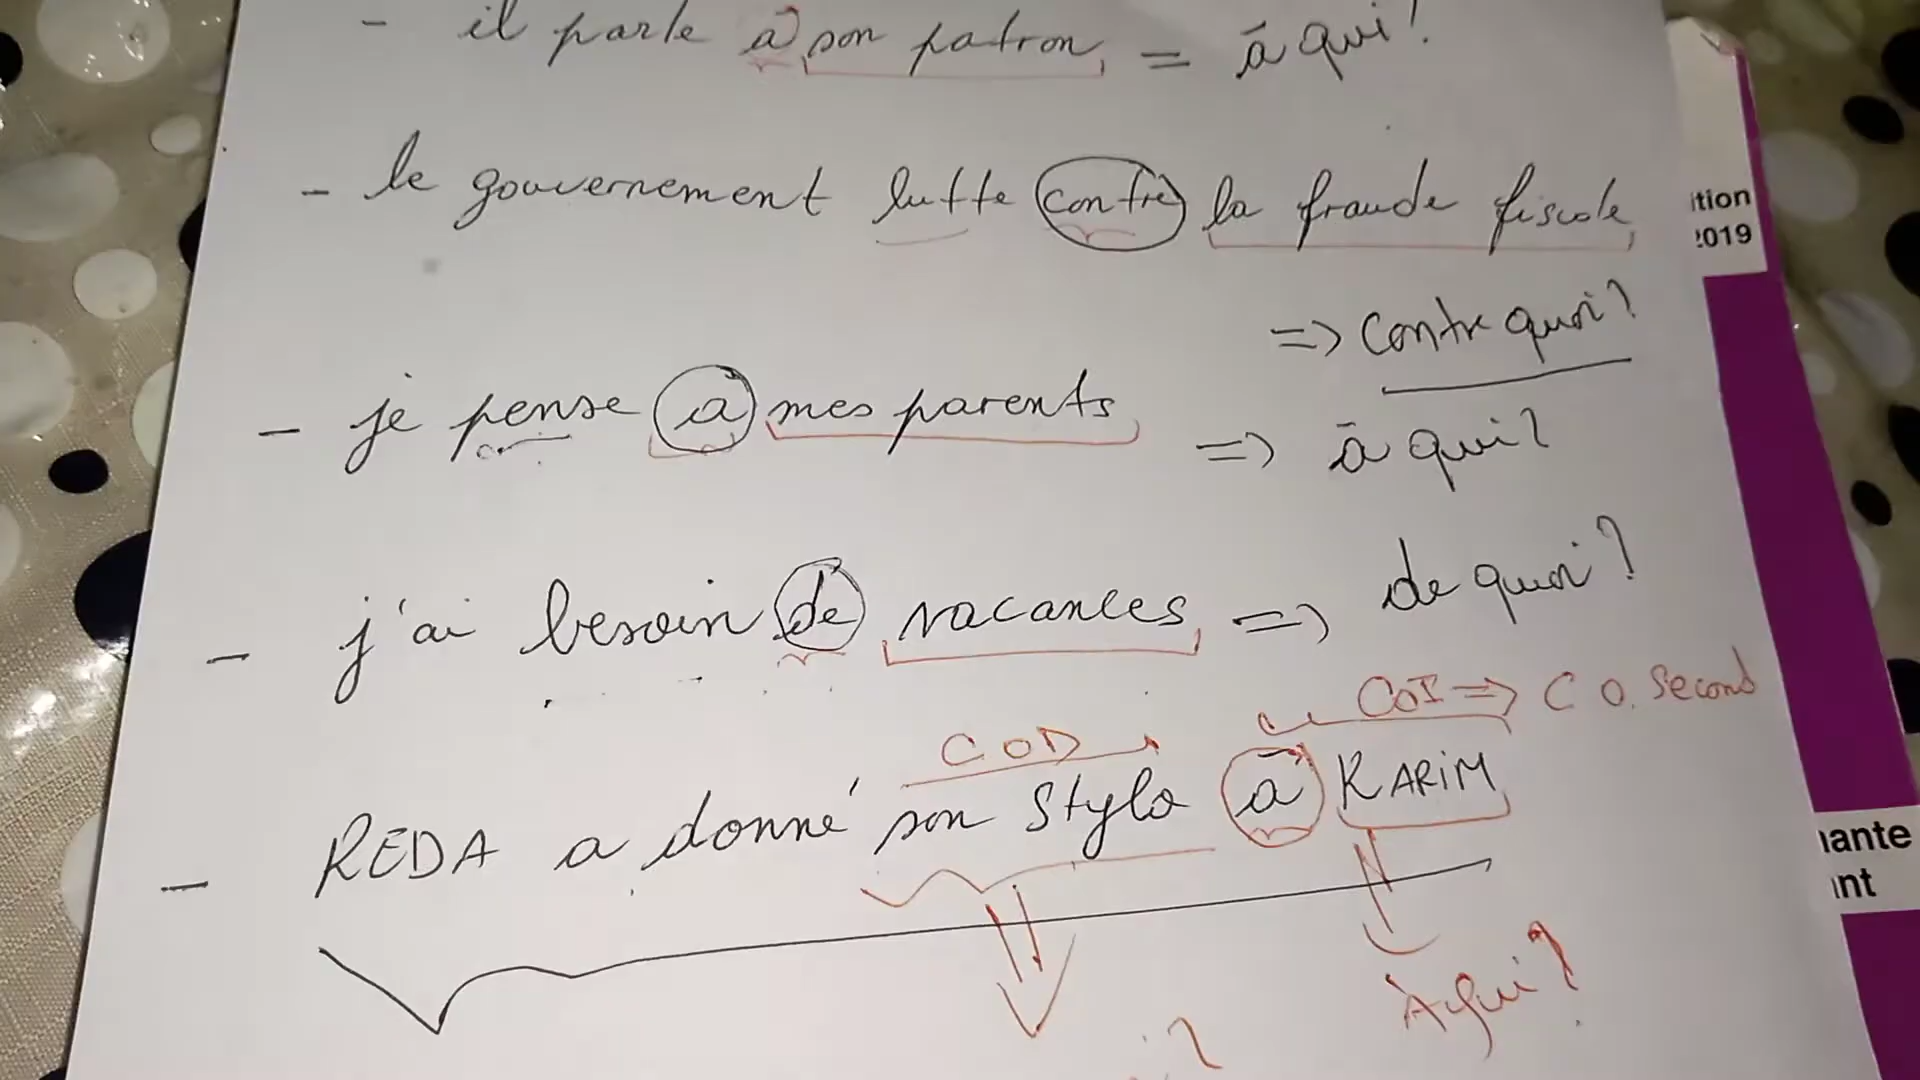 - il parle à son patron = à qui?
- le gouvernement lutte contre la fraude fiscale
=> Contre quoi?
- je pense à mes parents => à qui?
- j'ai besoin de vacances => de quoi?
COD COI => C O. Second
- REDA a donné son Stylo à KARIM
À qui?
ition
2019
ante
nt